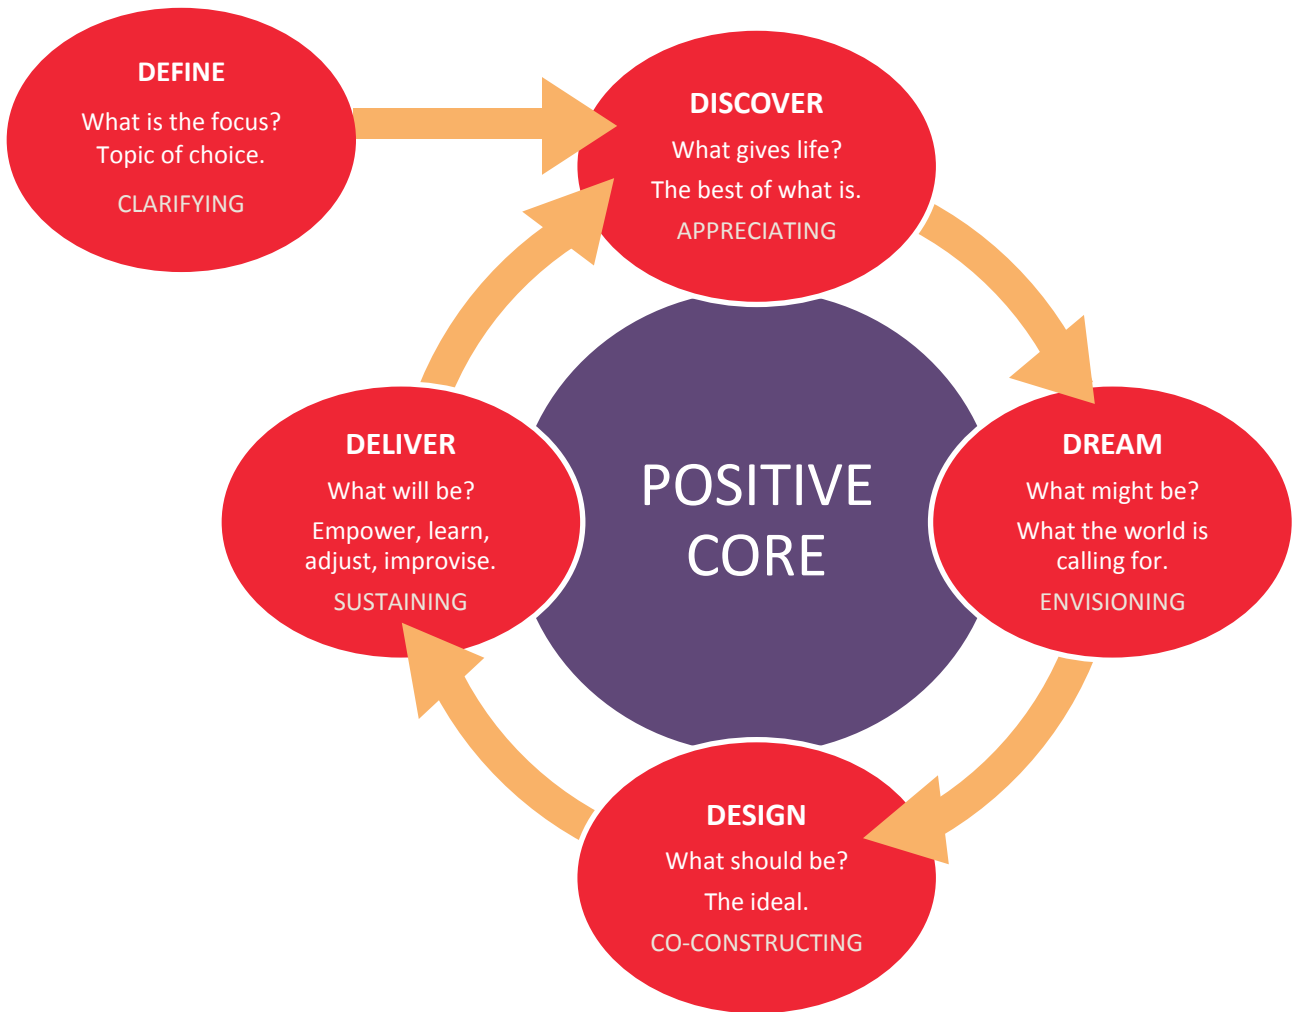 DEFINE
What is the focus?
Topic of choice.
CLARIFYING
DISCOVER
What gives life?
The best of what is.
APPRECIATING
DREAM
What might be?
What the world is
calling for.
ENVISIONING
DESIGN
What should be?
The ideal.
CO-CONSTRUCTING
DELIVER
What will be?
Empower, learn,
adjust, improvise.
SUSTAINING
POSITIVE
CORE